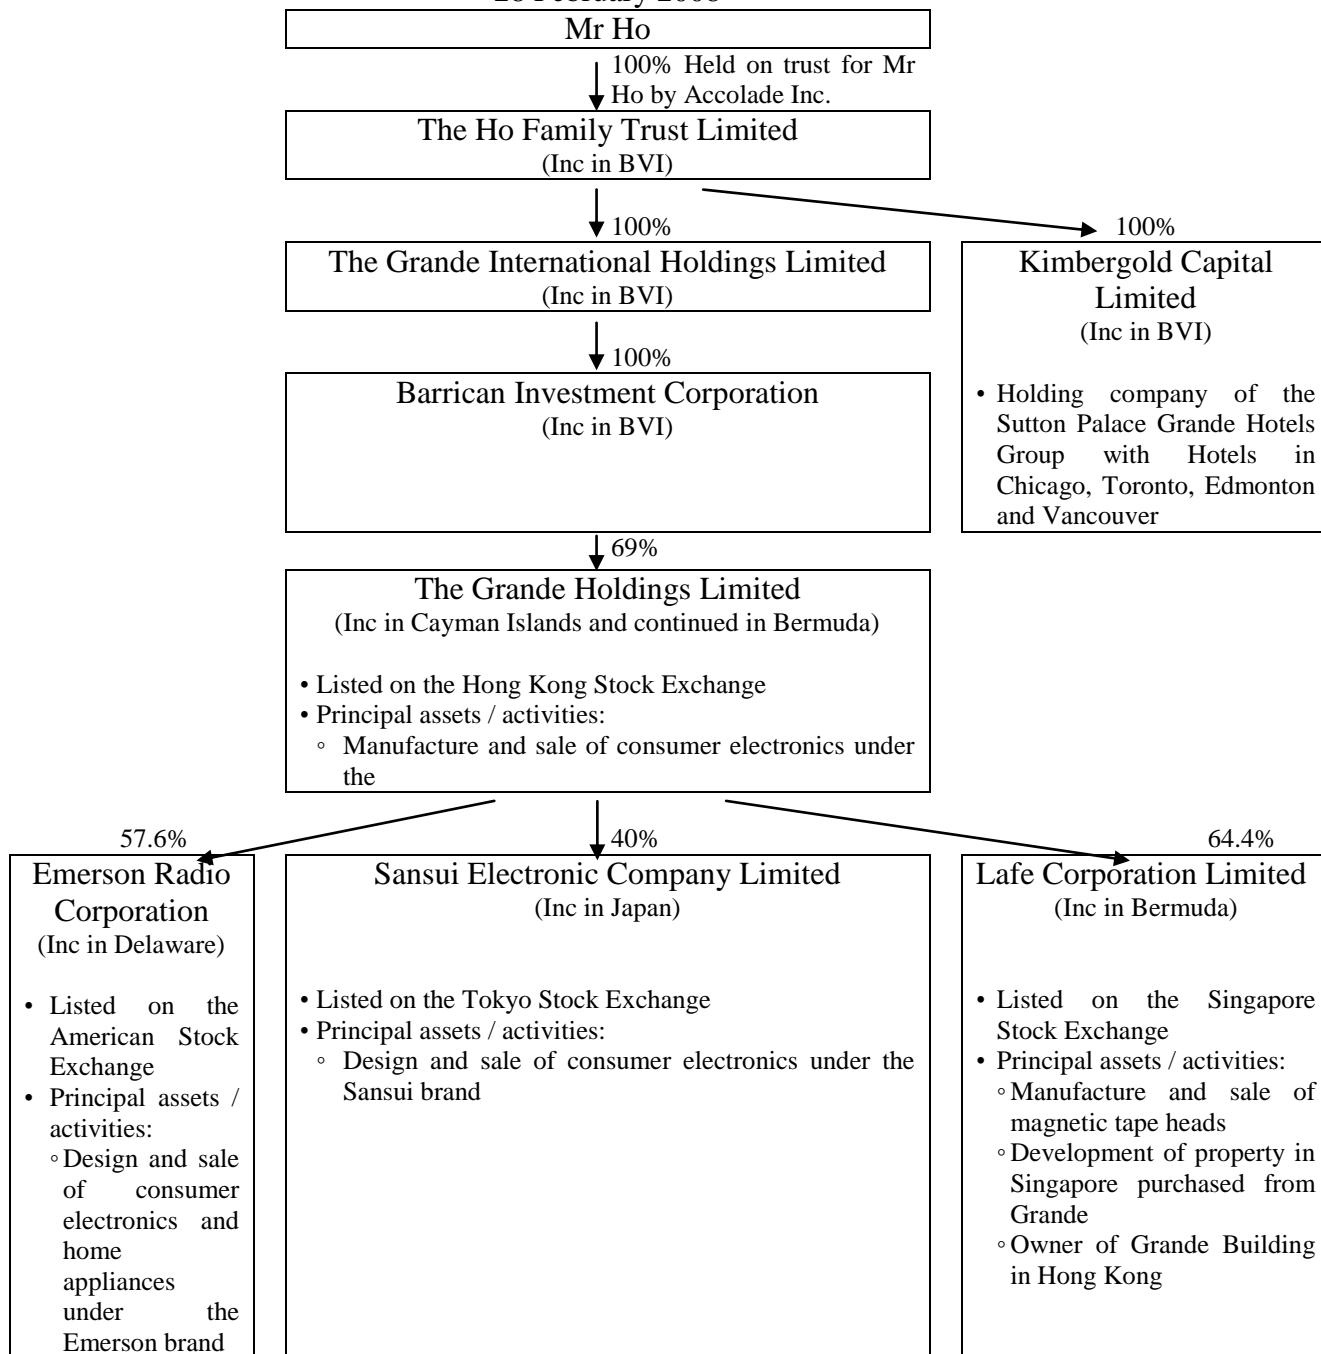 Mr Ho
100% Held on trust for Mr
Ho by Accolade Inc.
The Ho Family Trust Limited
(Inc in BVI)
100%
100%
The Grande International Holdings Limited
(Inc in BVI)
Kimbergold Capital
Limited
(Inc in BVI)
• Holding company of the
Sutton Palace Grande Hotels
Group with Hotels in
Chicago, Toronto, Edmonton
and Vancouver
100%
Barrican Investment Corporation
(Inc in BVI)
69%
The Grande Holdings Limited
(Inc in Cayman Islands and continued in Bermuda)
• Listed on the Hong Kong Stock Exchange
• Principal assets / activities:
◦ Manufacture and sale of consumer electronics under
the
57.6%
Emerson Radio
Corporation
(Inc in Delaware)
• Listed on the
American Stock
Exchange
• Principal assets /
activities:
◦ Design and sale
of consumer
electronics and
home
appliances
under the
Emerson brand
40%
Sansui Electronic Company Limited
(Inc in Japan)
• Listed on the Tokyo Stock Exchange
• Principal assets / activities:
◦ Design and sale of consumer electronics under the
Sansui brand
64.4%
Lafe Corporation Limited
(Inc in Bermuda)
• Listed on the Singapore
Stock Exchange
• Principal assets / activities:
◦ Manufacture and sale of
magnetic tape heads
◦ Development of property in
Singapore purchased from
Grande
◦ Owner of Grande Building
in Hong Kong